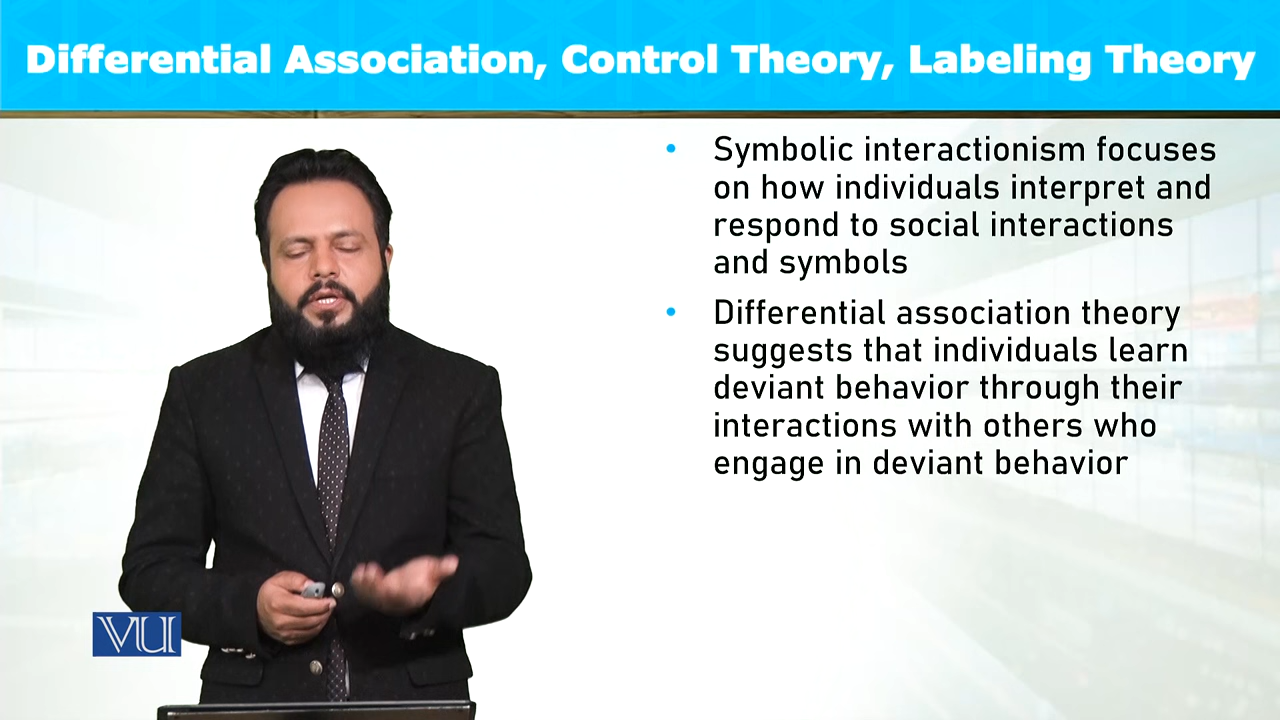 Differential Association, Control Theory, Labeling Theory
• Symbolic interactionism focuses
on how individuals interpret and
respond to social interactions
and symbols
• Differential association theory
suggests that individuals learn
deviant behavior through their
interactions with others who
engage in deviant behavior
VU